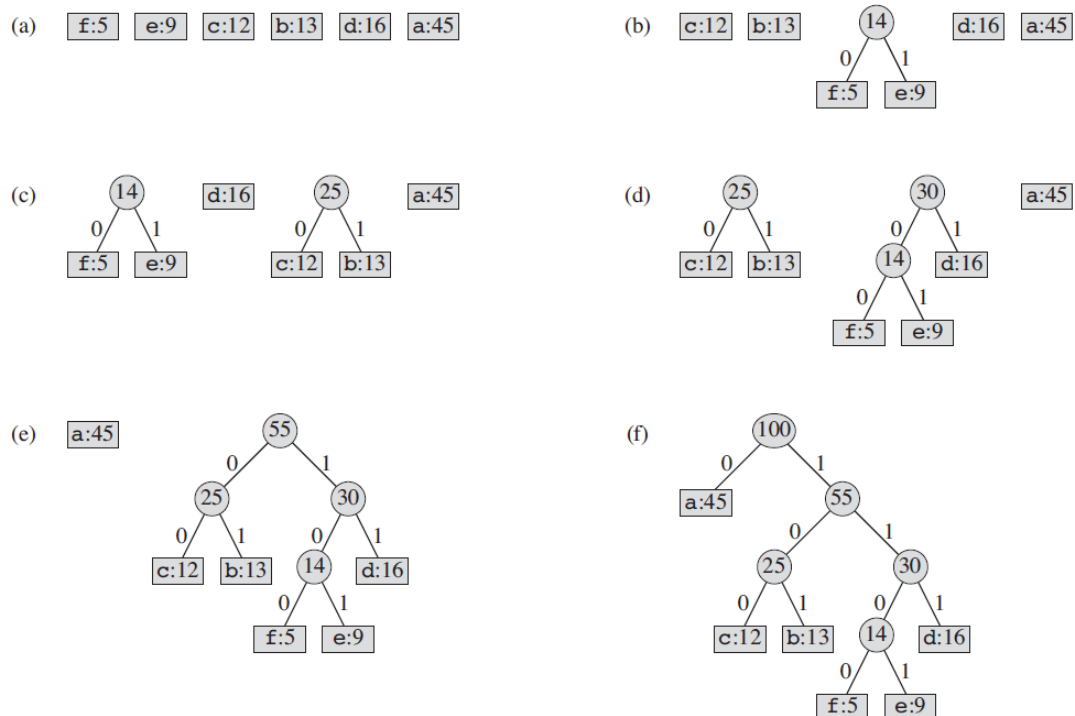 (a) f:5 e:9 c:12 b:13 d:16 a:45
(b) c:12 b:13 14 d:16 a:45
0 1
f:5 e:9
(c) 14 d:16 25 a:45
0 1 0 1
f:5 e:9 c:12 b:13
(d) 25 30 a:45
0 1 0 1
c:12 b:13 14 d:16
0 1
f:5 e:9
(e) a:45 55
0 1
25 30
0 1 0 1
c:12 b:13 14 d:16
0 1
f:5 e:9
(f) 100
0 1
a:45 55
0 1
25 30
0 1 0 1
c:12 b:13 14 d:16
0 1
f:5 e:9